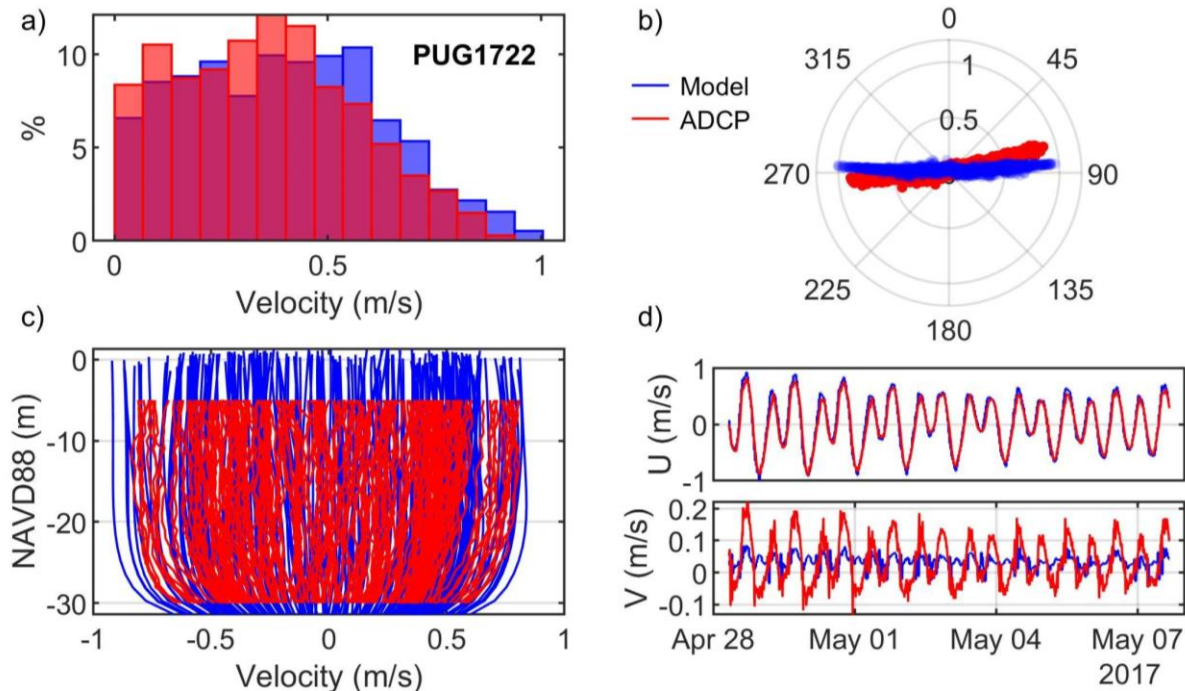 a)
PUG1722
10
5
0
%
0
0.5
1
Velocity (m/s)
b)
Model
ADCP
0
45
90
135
180
225
270
315
1
0.5
c)
0
-10
-20
-30
NAVD88 (m)
-1
-0.5
0
0.5
1
Velocity (m/s)
d)
1
0
-1
U (m/s)
0.2
0.1
0
-0.1
V (m/s)
Apr 28
May 01
May 04
May 07
2017